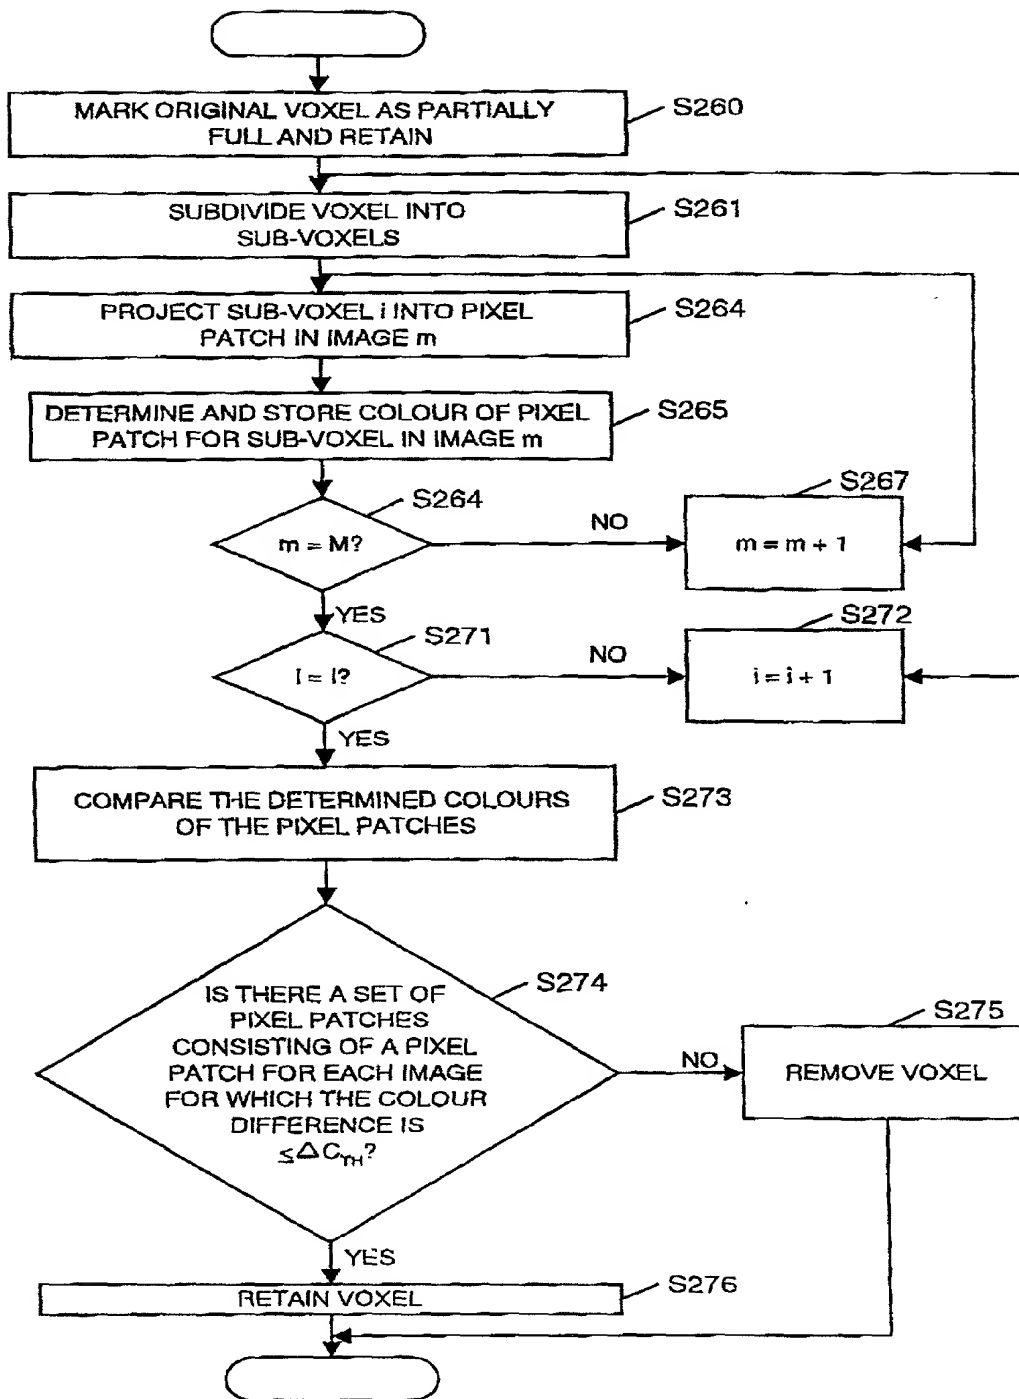 MARK ORIGINAL VOXEL AS PARTIALLY
FULL AND RETAIN
S260
SUBDIVIDE VOXEL INTO
SUB-VOXELS
S261
PROJECT SUB-VOXEL i INTO PIXEL
PATCH IN IMAGE m
S264
DETERMINE AND STORE COLOUR OF PIXEL
PATCH FOR SUB-VOXEL IN IMAGE m
S265
m = M?
S264
NO
m = m + 1
S267
YES
I = I?
S271
NO
i = i + 1
S272
YES
COMPARE THE DETERMINED COLOURS
OF THE PIXEL PATCHES
S273
IS THERE A SET OF
PIXEL PATCHES
CONSISTING OF A PIXEL
PATCH FOR EACH IMAGE
FOR WHICH THE COLOUR
DIFFERENCE IS
≤ΔC_TH?
S274
NO
REMOVE VOXEL
S275
YES
RETAIN VOXEL
S276